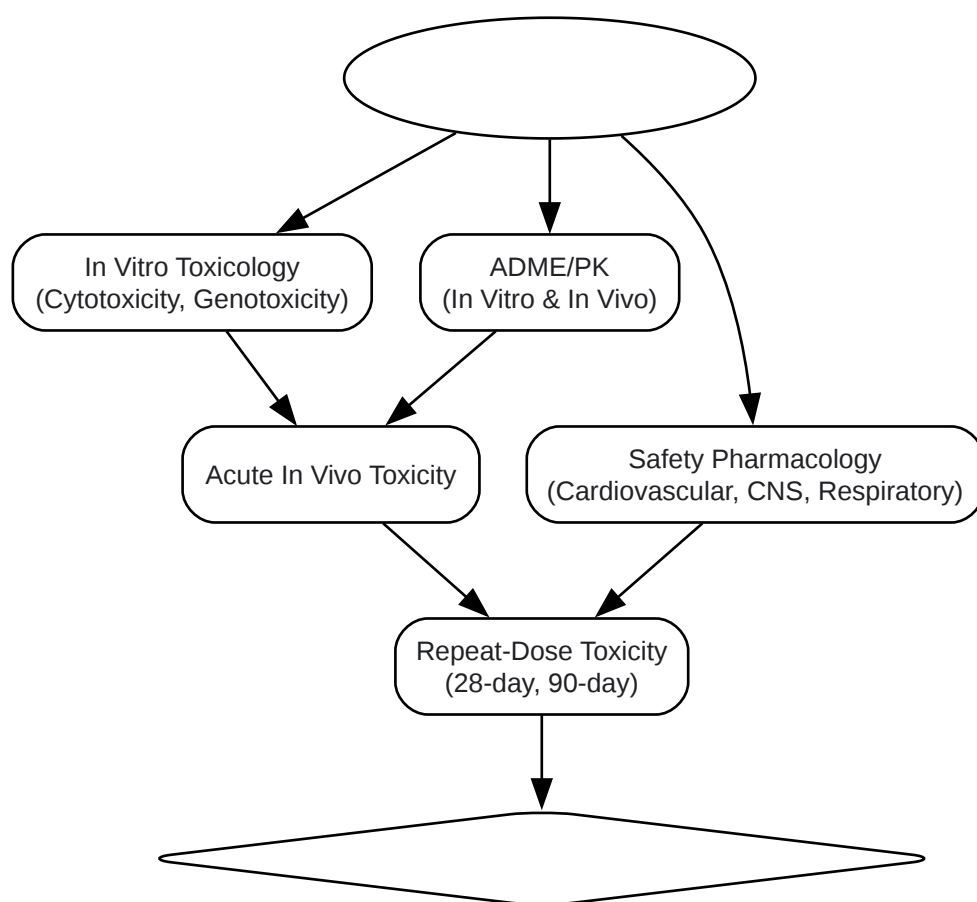 In Vitro Toxicology
(Cytotoxicity, Genotoxicity)
ADME/PK
(In Vitro & In Vivo)
Acute In Vivo Toxicity
Safety Pharmacology
(Cardiovascular, CNS, Respiratory)
Repeat-Dose Toxicity
(28-day, 90-day)